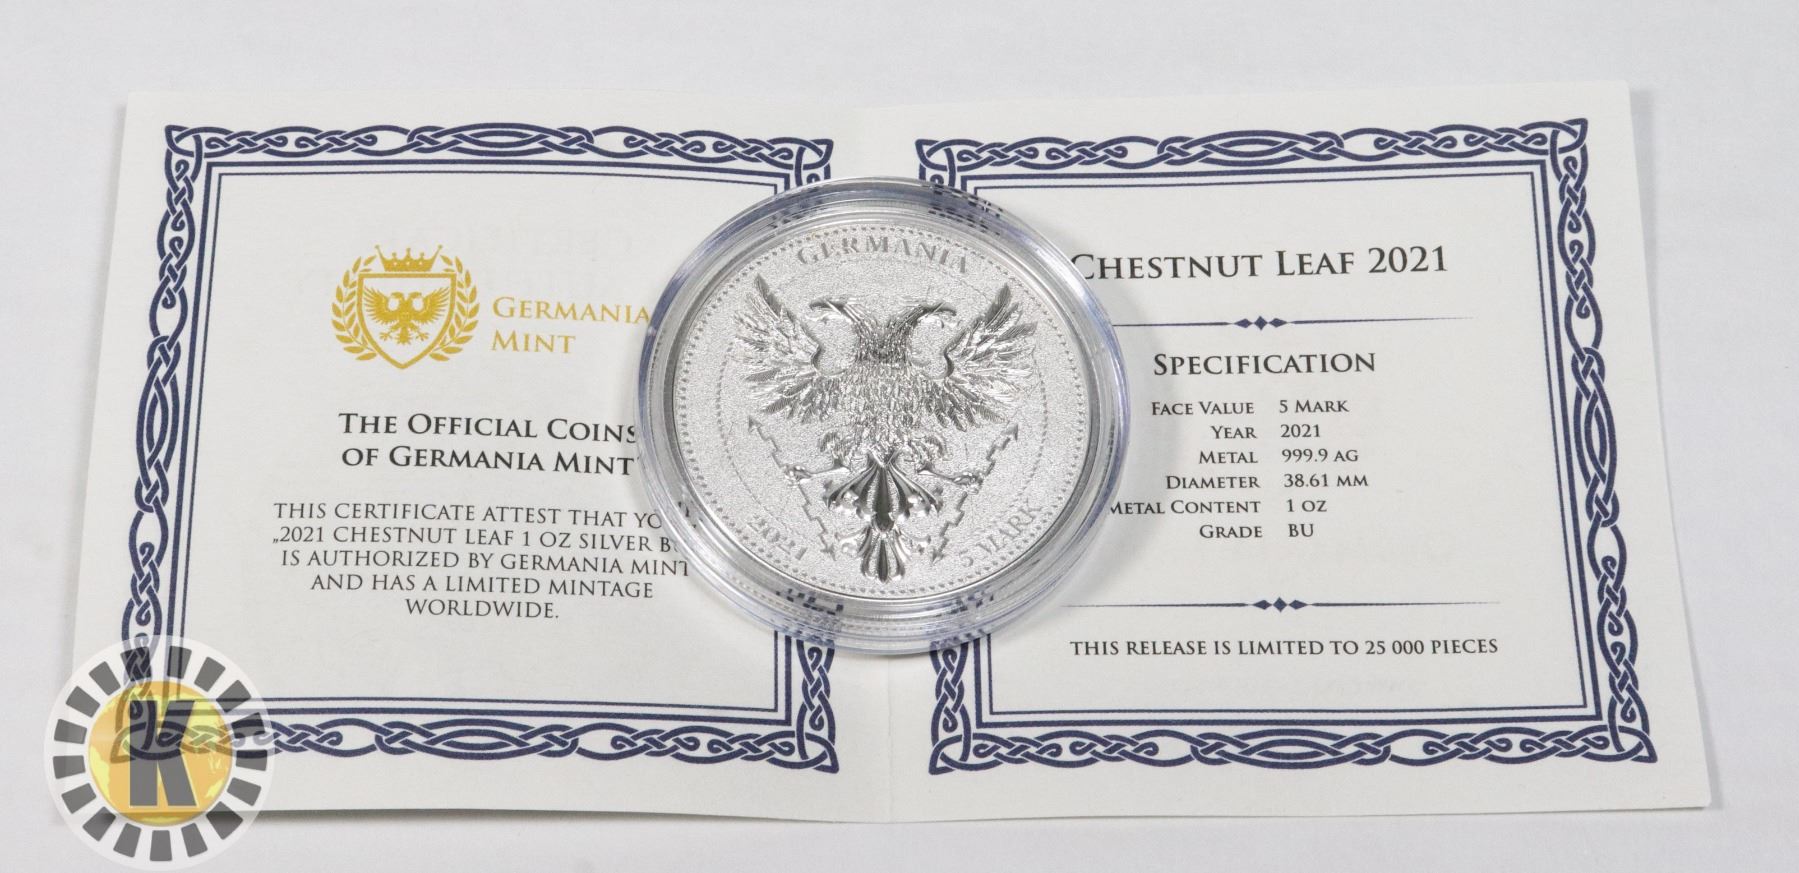 GERMANIA
MINT
THE OFFICIAL COINS
OF GERMANIA MINT
THIS CERTIFICATE ATTEST THAT
„2021 CHESTNUT LEAF 1 OZ SILVER
IS AUTHORIZED BY GERMANIA MINT
AND HAS A LIMITED MINTAGE
WORLDWIDE.
GERMANIA
2021
5 MARK
CHESTNUT LEAF 2021
SPECIFICATION
FACE VALUE 5 MARK
YEAR 2021
METAL 999.9 AG
DIAMETER 38.61 MM
METAL CONTENT 1 OZ
GRADE BU
THIS RELEASE IS LIMITED TO 25 000 PIECES
K